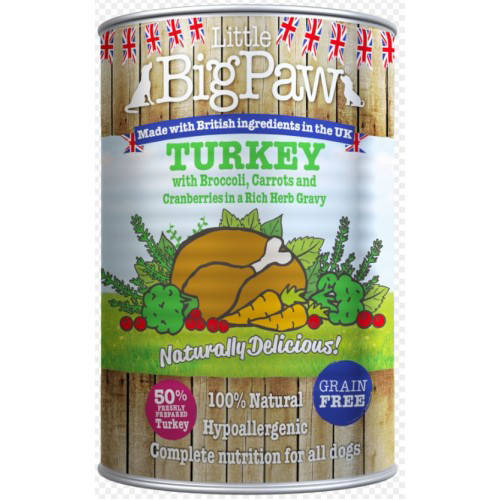 Little
BigPaw
Made with British ingredients in the UK
TURKEY
with Broccoli, Carrots and
Cranberries in a Rich Herb Gravy
Naturally Delicious!
50%
FRESHLY
PREPARED
Turkey
100% Natural
Hypoallergenic
Complete nutrition for all dogs
GRAIN
FREE